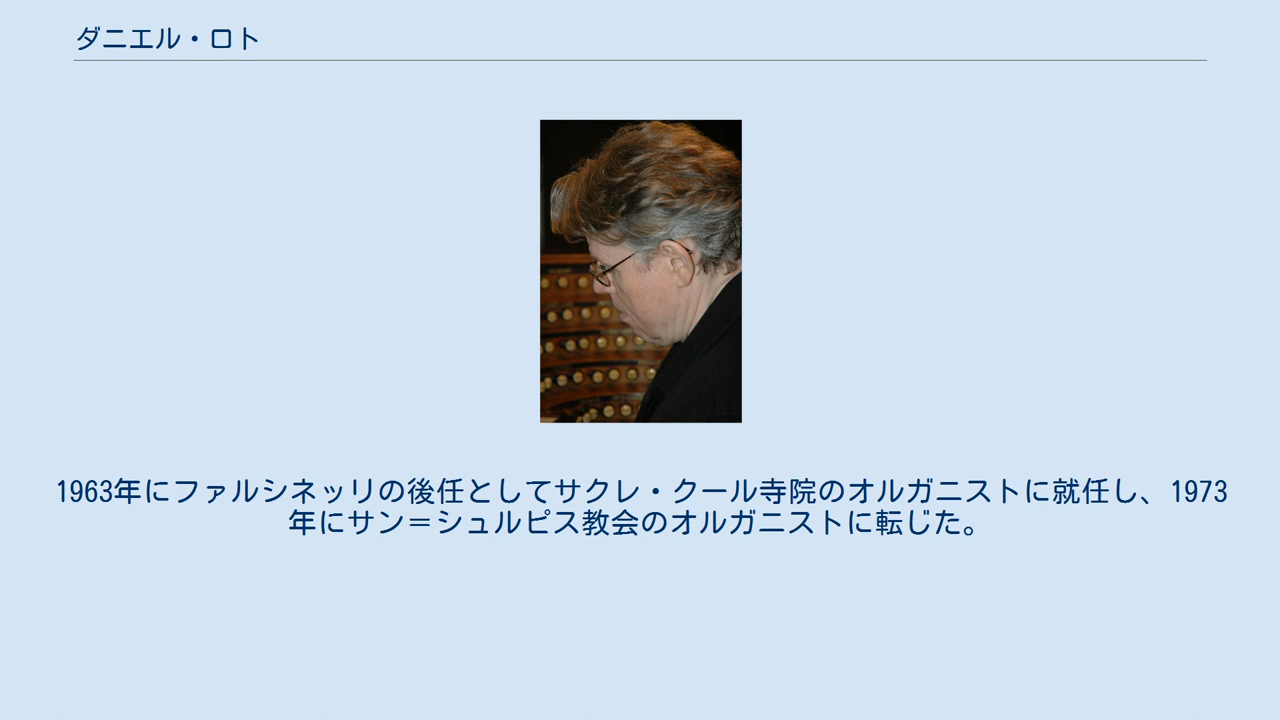 ダニエル・ロト
1963年にファルシネッリの後任としてサクレ・クール寺院のオルガニストに就任し、1973
年にサン＝シュルピス教会のオルガニストに転じた。